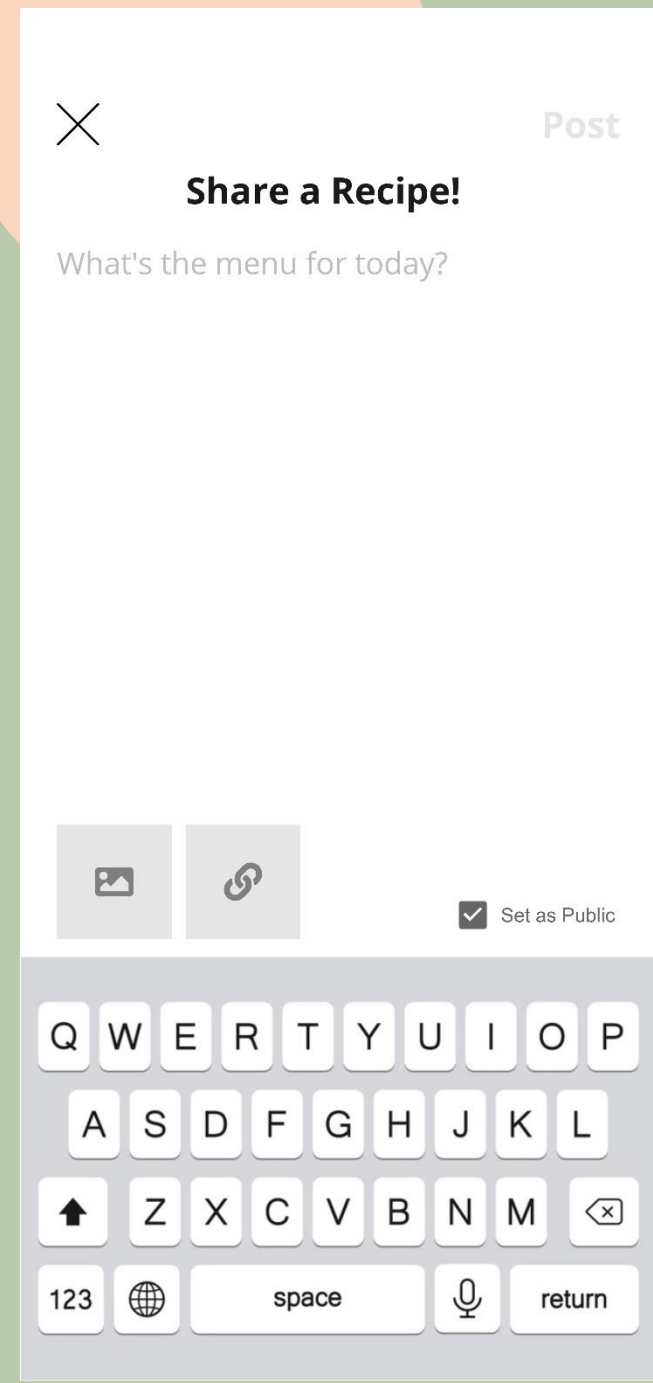 Post
Share a Recipe!
What's the menu for today?
Set as Public
Q W E R T Y U I O P
A S D F G H J K L
Z X C V B N M
123 space return